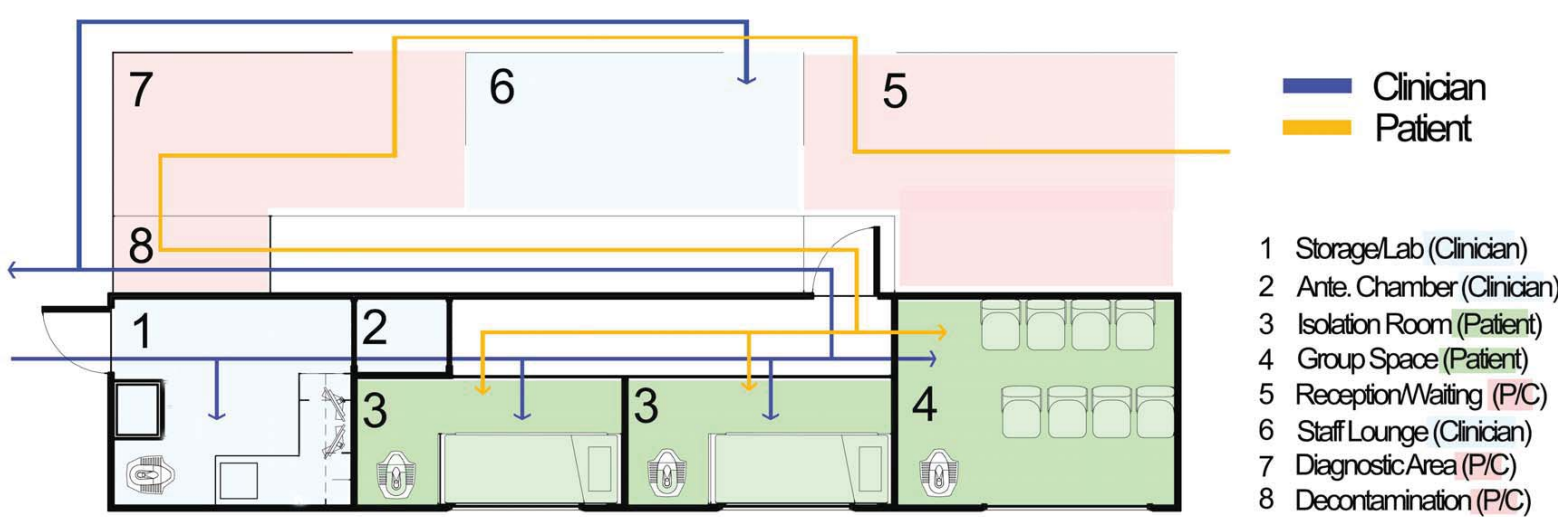 7
6
5
8
1
2
3
3
4
Clinician
Patient
1 Storage/Lab (Clinician)
2 Ante. Chamber (Clinician)
3 Isolation Room (Patient)
4 Group Space (Patient)
5 Reception/Waiting (P/C)
6 Staff Lounge (Clinician)
7 Diagnostic Area (P/C)
8 Decontamination (P/C)